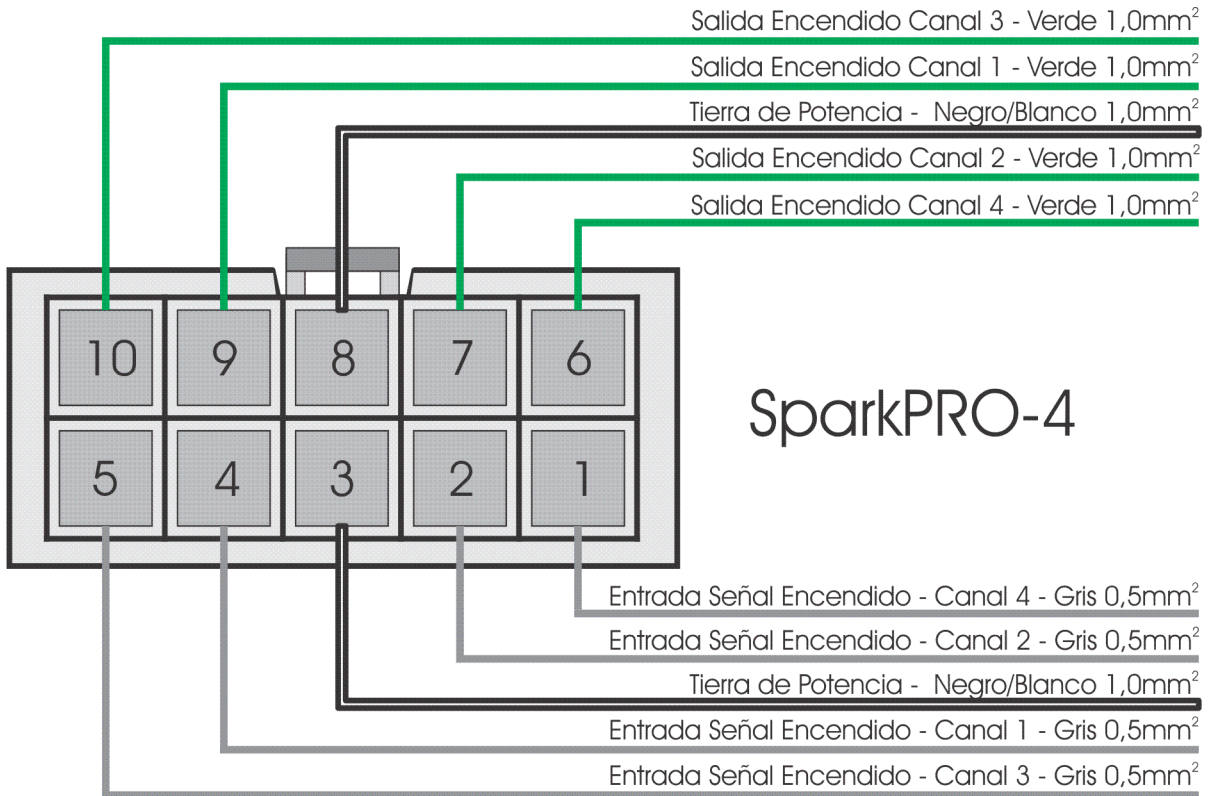 Salida Encendido Canal 3 - Verde 1,0mm²
Salida Encendido Canal 1 - Verde 1,0mm²
Tierra de Potencia - Negro/Blanco 1,0mm²
Salida Encendido Canal 2 - Verde 1,0mm²
Salida Encendido Canal 4 - Verde 1,0mm²
10 9 8 7 6
SparkPRO-4
5 4 3 2 1
Entrada Señal Encendido - Canal 4 - Gris 0,5mm²
Entrada Señal Encendido - Canal 2 - Gris 0,5mm²
Tierra de Potencia - Negro/Blanco 1,0mm²
Entrada Señal Encendido - Canal 1 - Gris 0,5mm²
Entrada Señal Encendido - Canal 3 - Gris 0,5mm²